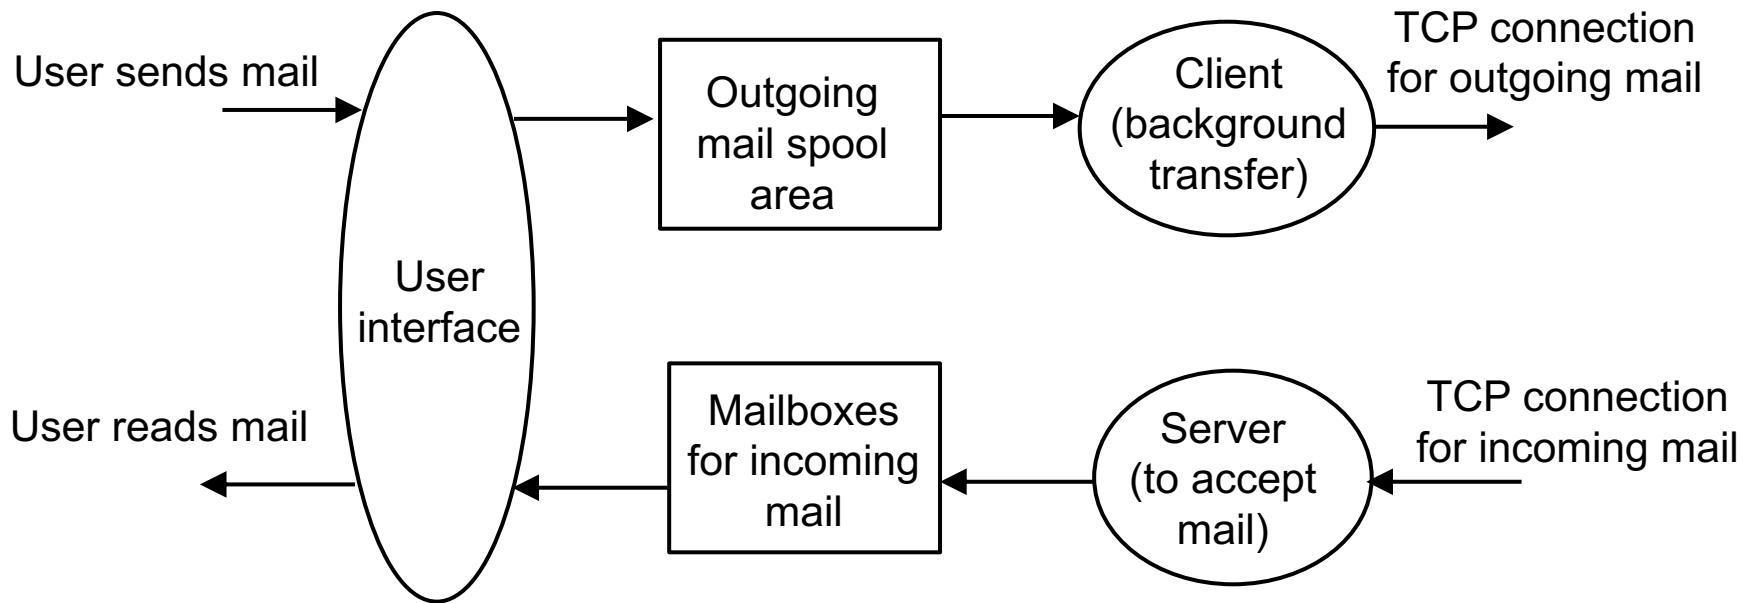 User sends mail
User
interface
Outgoing
mail spool
area
Client
(background
transfer)
TCP connection
for outgoing mail
User reads mail
Mailboxes
for incoming
mail
Server
(to accept
mail)
TCP connection
for incoming mail